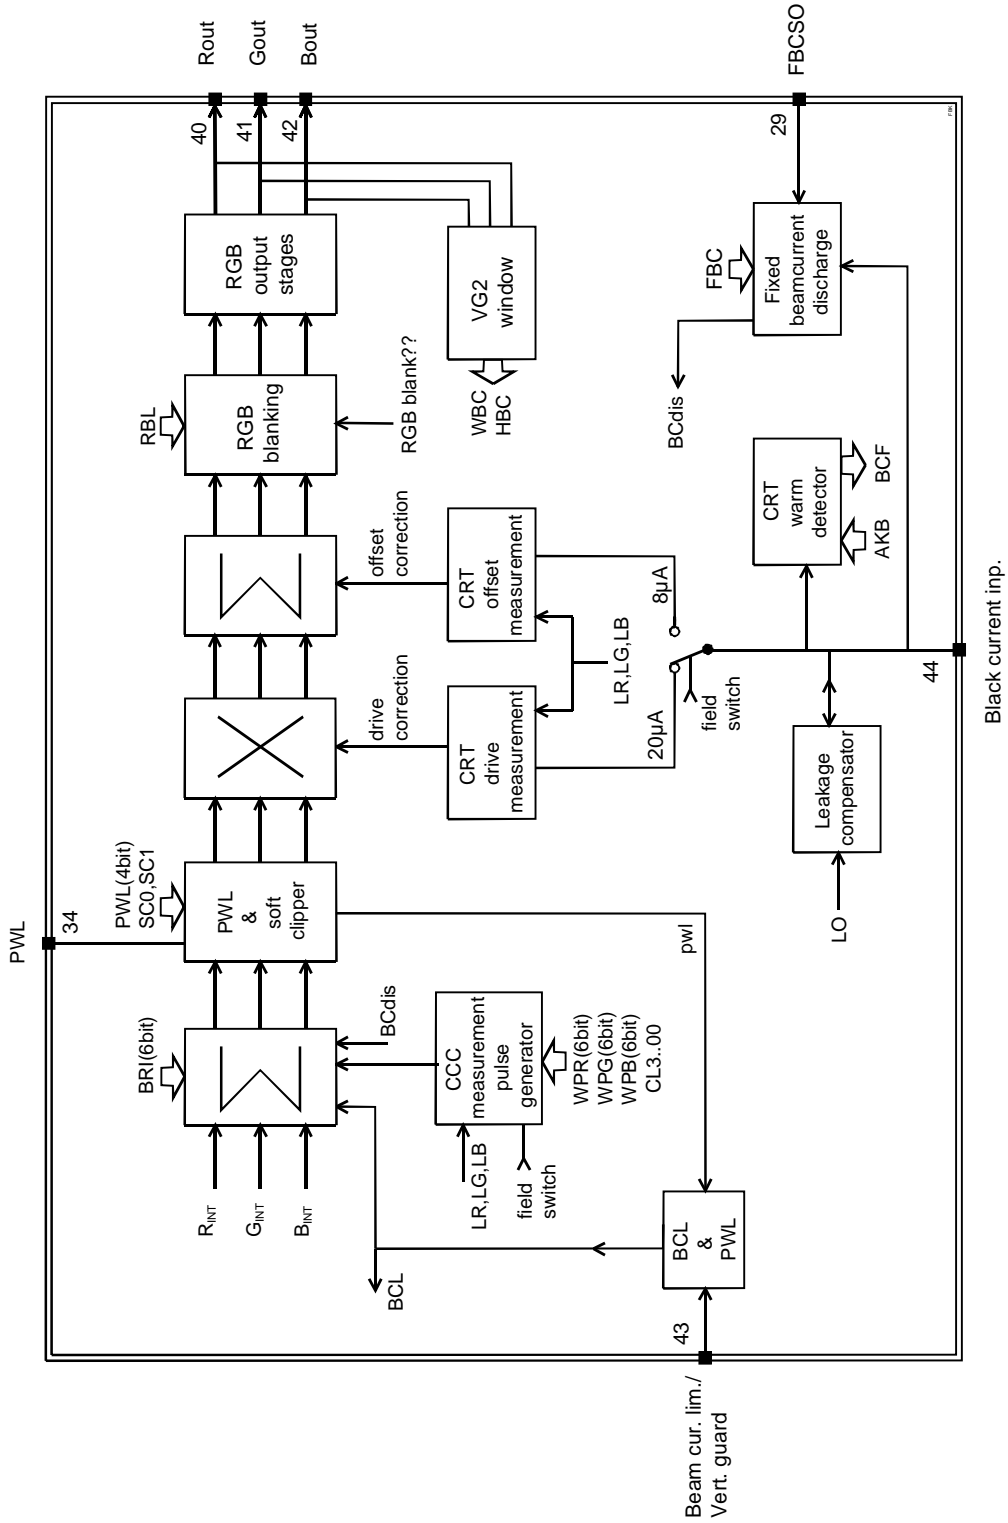 Rout
Gout
Bout
40
41
42
FBCSO
29
RGB
output
stages
VG2
window
WBC
HBC
FBC
Fixed
beamcurrent
discharge
BCdis
RBL
RGB
blanking
RGB blank??
CRT
warm
detector
BCF
AKB
offset
correction
CRT
offset
measurement
8µA
LR,LG,LB
drive
correction
CRT
drive
measurement
20µA
field
switch
44
Black current inp.
Leakage
compensator
LO
PWL
34
PWL(4bit)
SC0,SC1
PWL
&
soft
clipper
pwl
BRI(6bit)
BCdis
CCC
measurement
pulse
generator
WPR(6bit)
WPG(6bit)
WPB(6bit)
CL3..00
LR,LG,LB
field
switch
RINT
GINT
BINT
BCL
BCL
&
PWL
43
Beam cur. lim./
Vert. guard